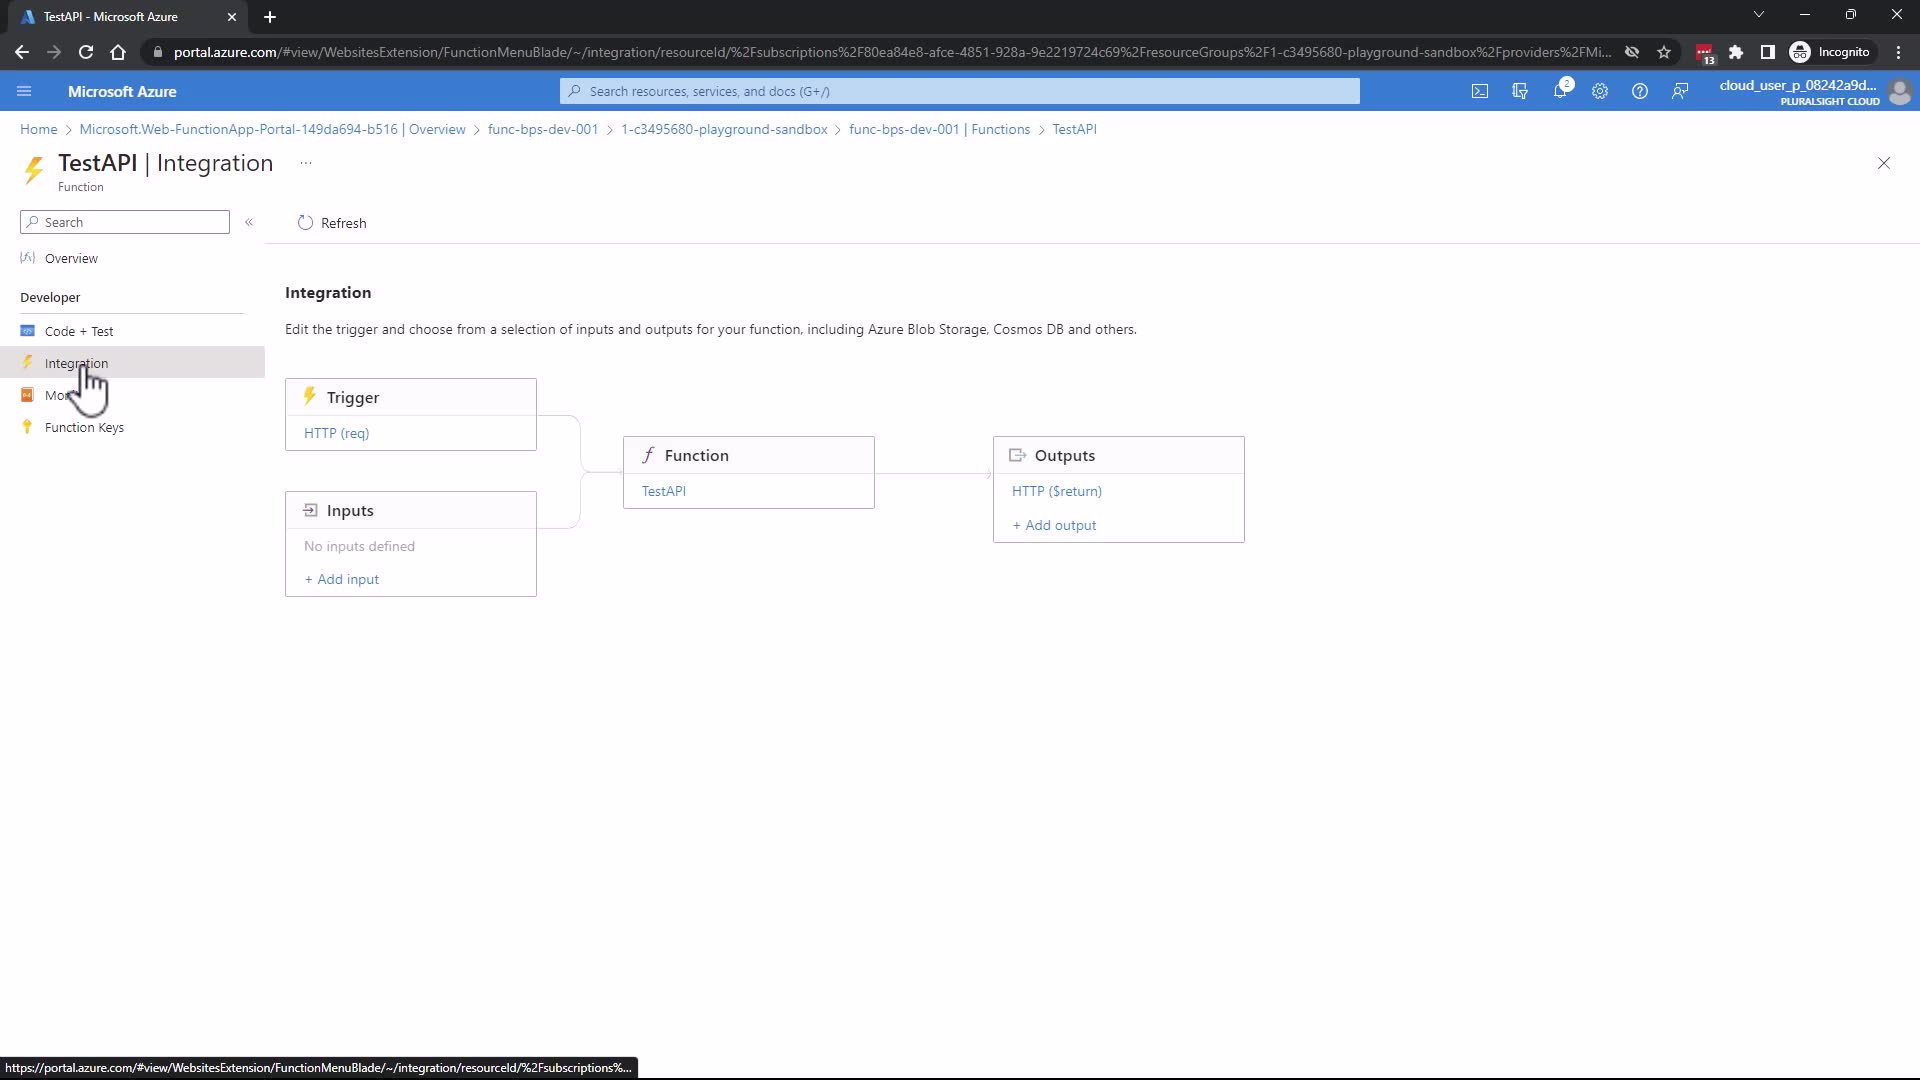 TestAPI - Microsoft Azure
portal.azure.com/#view/WebsitesExtension/FunctionMenuBlade/~/integration/resourceId/%2Fsubscriptions%2F80ea84e8-afce-4851-928a-9e2219724c69%2FresourceGroups%2F1-c3495680-playground-sandbox%2Fproviders%2FMi...
13
Incognito
Microsoft Azure
Search resources, services, and docs (G+/)
2
cloud_user_p_08242a9d...
PLURALSIGHT CLOUD
Home > Microsoft.Web-FunctionApp-Portal-149da694-b516 | Overview > func-bps-dev-001 > 1-c3495680-playground-sandbox > func-bps-dev-001 | Functions > TestAPI
TestAPI | Integration ...
Function
Search
«
Refresh
Overview
Developer
Code + Test
Integration
Function Keys
Integration
Edit the trigger and choose from a selection of inputs and outputs for your function, including Azure Blob Storage, Cosmos DB and others.
Trigger
HTTP (req)
Inputs
No inputs defined
+ Add input
Function
TestAPI
Outputs
HTTP ($return)
+ Add output
https://portal.azure.com/#view/WebsitesExtension/FunctionMenuBlade/~/integration/resourceId/%2Fsubscriptions%...